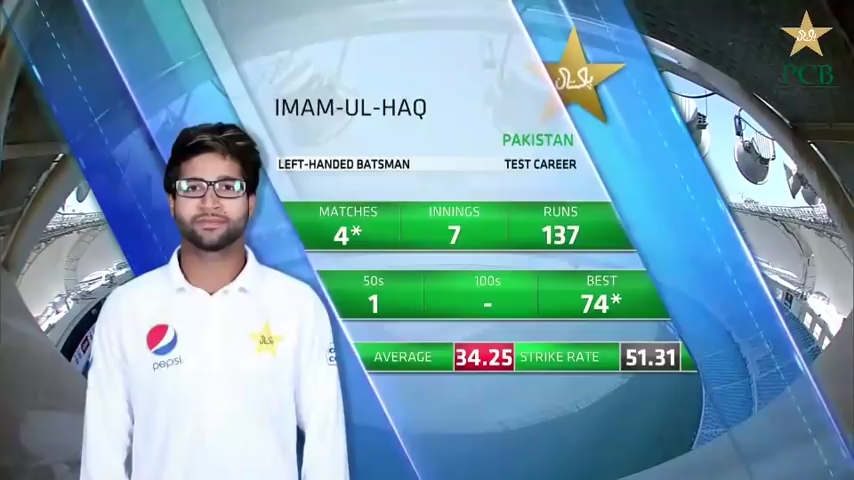 PCB
IMAM-UL-HAQ
PAKISTAN
LEFT-HANDED BATSMAN TEST CAREER
MATCHES INNINGS RUNS
4* 7 137
50s 100s BEST
1 - 74*
AVERAGE 34.25 STRIKE RATE 51.31
pepsi